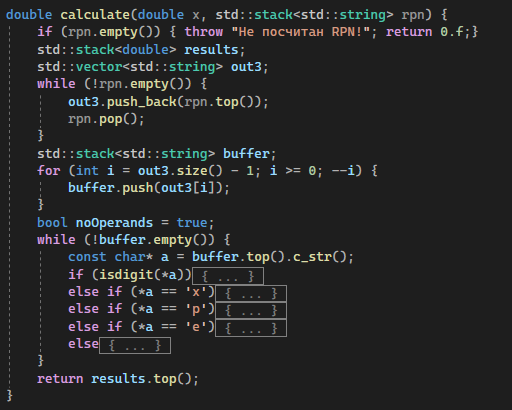 double calculate(double x, std::stack<std::string> rpn) {
    if (rpn.empty()) { throw "Не посчитан RPN!"; return 0.f;}
    std::stack<double> results;
    std::vector<std::string> out3;
    while (!rpn.empty()) {
        out3.push_back(rpn.top());
        rpn.pop();
    }
    std::stack<std::string> buffer;
    for (int i = out3.size() - 1; i >= 0; --i) {
        buffer.push(out3[i]);
    }
    bool noOperands = true;
    while (!buffer.empty()) {
        const char* a = buffer.top().c_str();
        if (isdigit(*a)){ ... }
        else if (*a == 'x'){ ... }
        else if (*a == 'p'){ ... }
        else if (*a == 'e'){ ... }
        else{ ... }
    }
    return results.top();
}